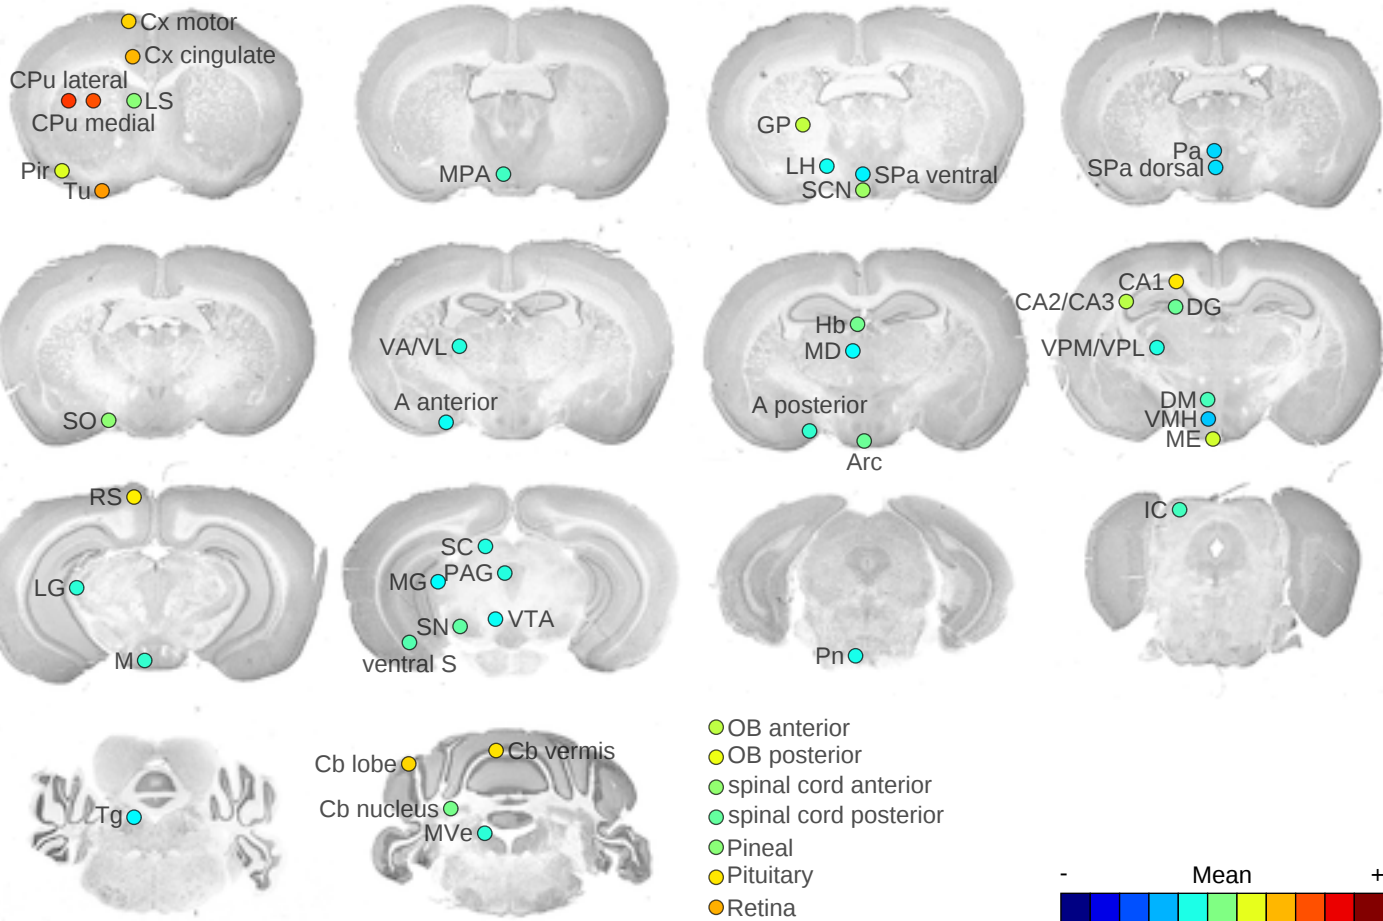 Cx motor
Cx cingulate
CPu lateral
LS
CPu medial
Pir
Tu
MPA
GP
LH
SPa ventral
SCN
Pa
SPa dorsal
SO
VA/VL
A anterior
Hb
MD
A posterior
Arc
CA1
CA2/CA3
DG
VPM/VPL
DM
VMH
ME
RS
LG
M
SC
MG
PAG
SN
VTA
ventral S
Pn
IC
Tg
Cb lobe
Cb vermis
Cb nucleus
MVe
OB anterior
OB posterior
spinal cord anterior
spinal cord posterior
Pineal
Pituitary
Retina
- Mean +